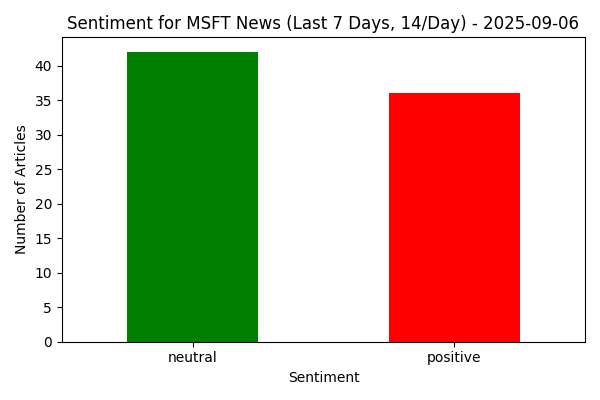 Sentiment for MSFT News (Last 7 Days, 14/Day) - 2025-09-06
Number of Articles
40
35
30
25
20
15
10
5
0
neutral positive
Sentiment